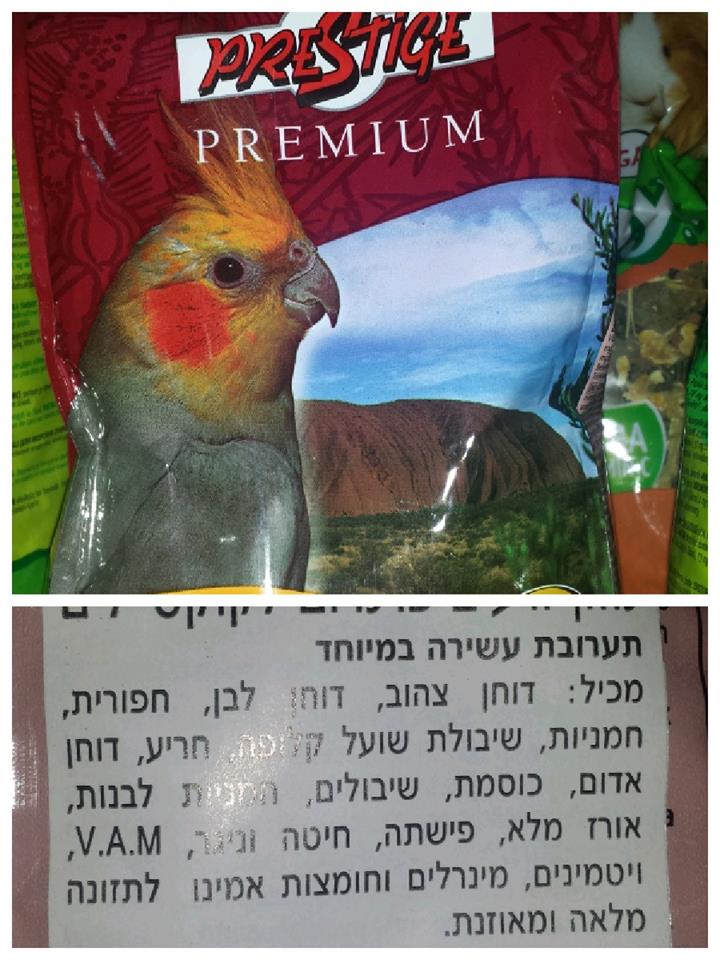 PRESTIGE
PREMIUM
תערובת עשירה במיוחד
מכיל: דוחן צהוב, דוחן לבן, חפורית,
חמניות, שיבולת שועל קלופה, חריע, דוחן
אדום, כוסמת, שיבולים, חמניות לבנות,
אורז מלא, פישתה, חיטה וניגר, V.A.M,
ויטמינים, מינרלים וחומצות אמינו לתזונה
מלאה ומאוזנת.